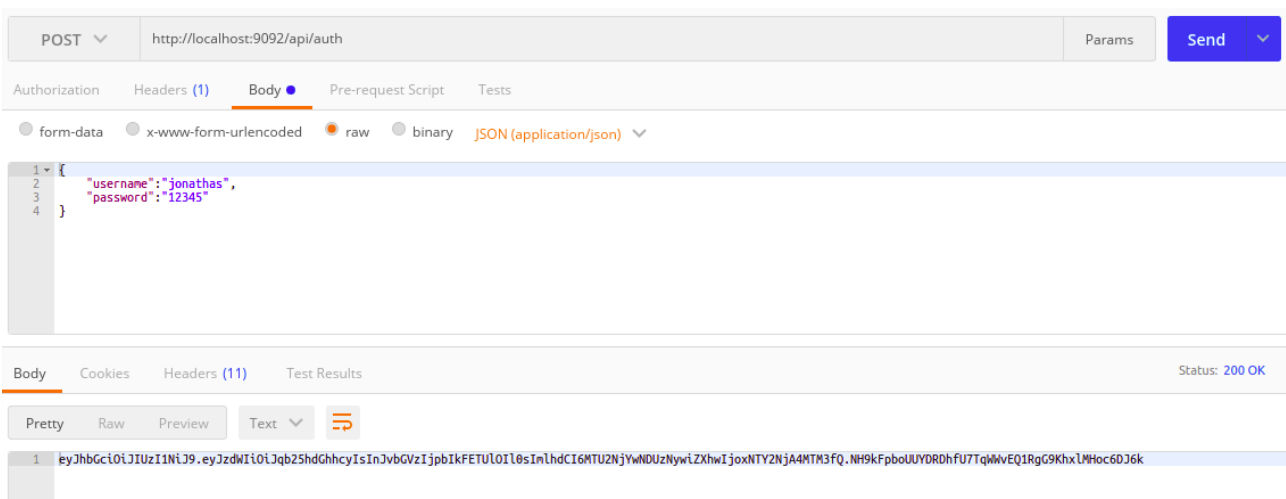 POST http://localhost:9092/api/auth Params Send
Authorization Headers (1) Body Pre-request Script Tests
form-data x-www-form-urlencoded raw binary JSON (application/json)
1 {
2 "username":"jonathas",
3 "password":"12345"
4 }
Body Cookies Headers (11) Test Results Status: 200 OK
Pretty Raw Preview Text
1 eyJhbGciOiJIUzI1NiJ9.eyJzdWIiOiJqb25hdGhhcyIsInJvbGVzIjpbIkFETUlOIl0sImlhdCI6MTU2NjYwNDUzNywiZXhwIjoxNTY2NjA4MTM3fQ.NH9kFpboUUYDRDhfU7TqWWvEQ1RgG9KhxlMHoc6DJ6k